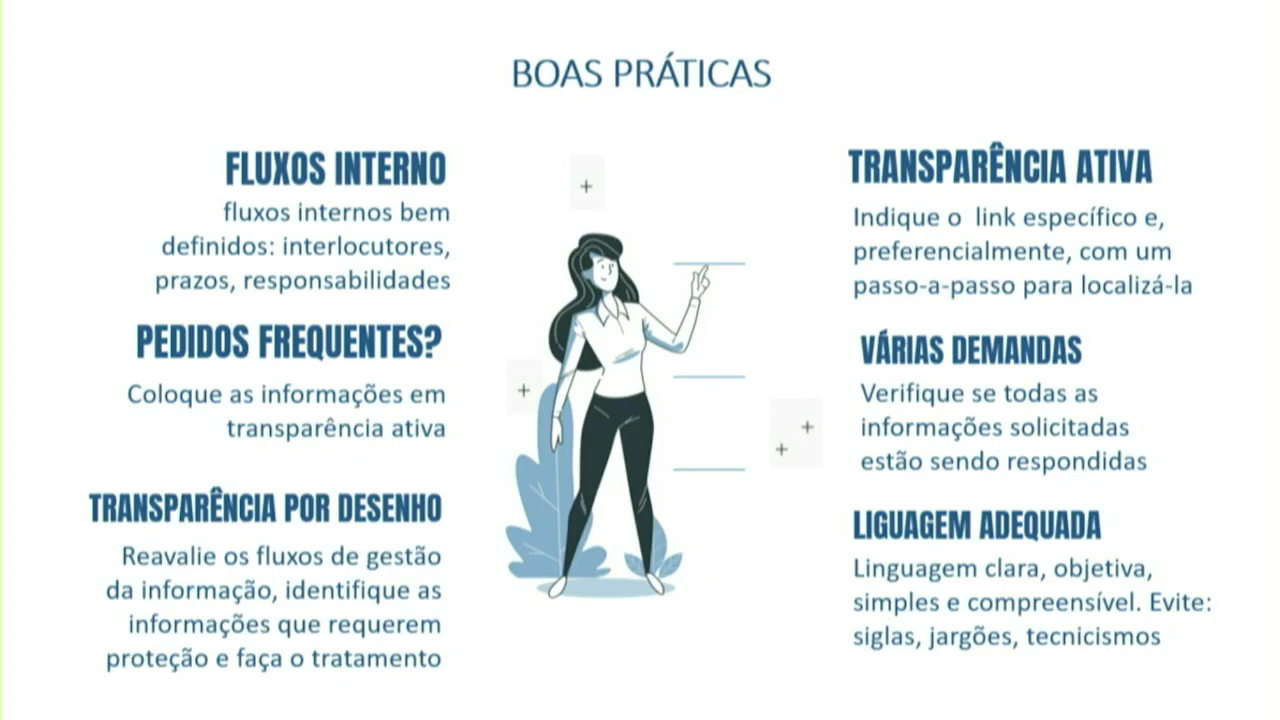 BOAS PRÁTICAS
FLUXOS INTERNO
fluxos internos bem
definidos: interlocutores,
prazos, responsabilidades
PEDIDOS FREQUENTES?
Coloque as informações em
transparência ativa
TRANSPARÊNCIA POR DESENHO
Reavalie os fluxos de gestão
da informação, identifique as
informações que requerem
proteção e faça o tratamento
TRANSPARÊNCIA ATIVA
Indique o link específico e,
preferencialmente, com um
passo-a-passo para localizá-la
VÁRIAS DEMANDAS
Verifique se todas as
informações solicitadas
estão sendo respondidas
LIGUAGEM ADEQUADA
Linguagem clara, objetiva,
simples e compreensível. Evite:
siglas, jargões, tecnicismos